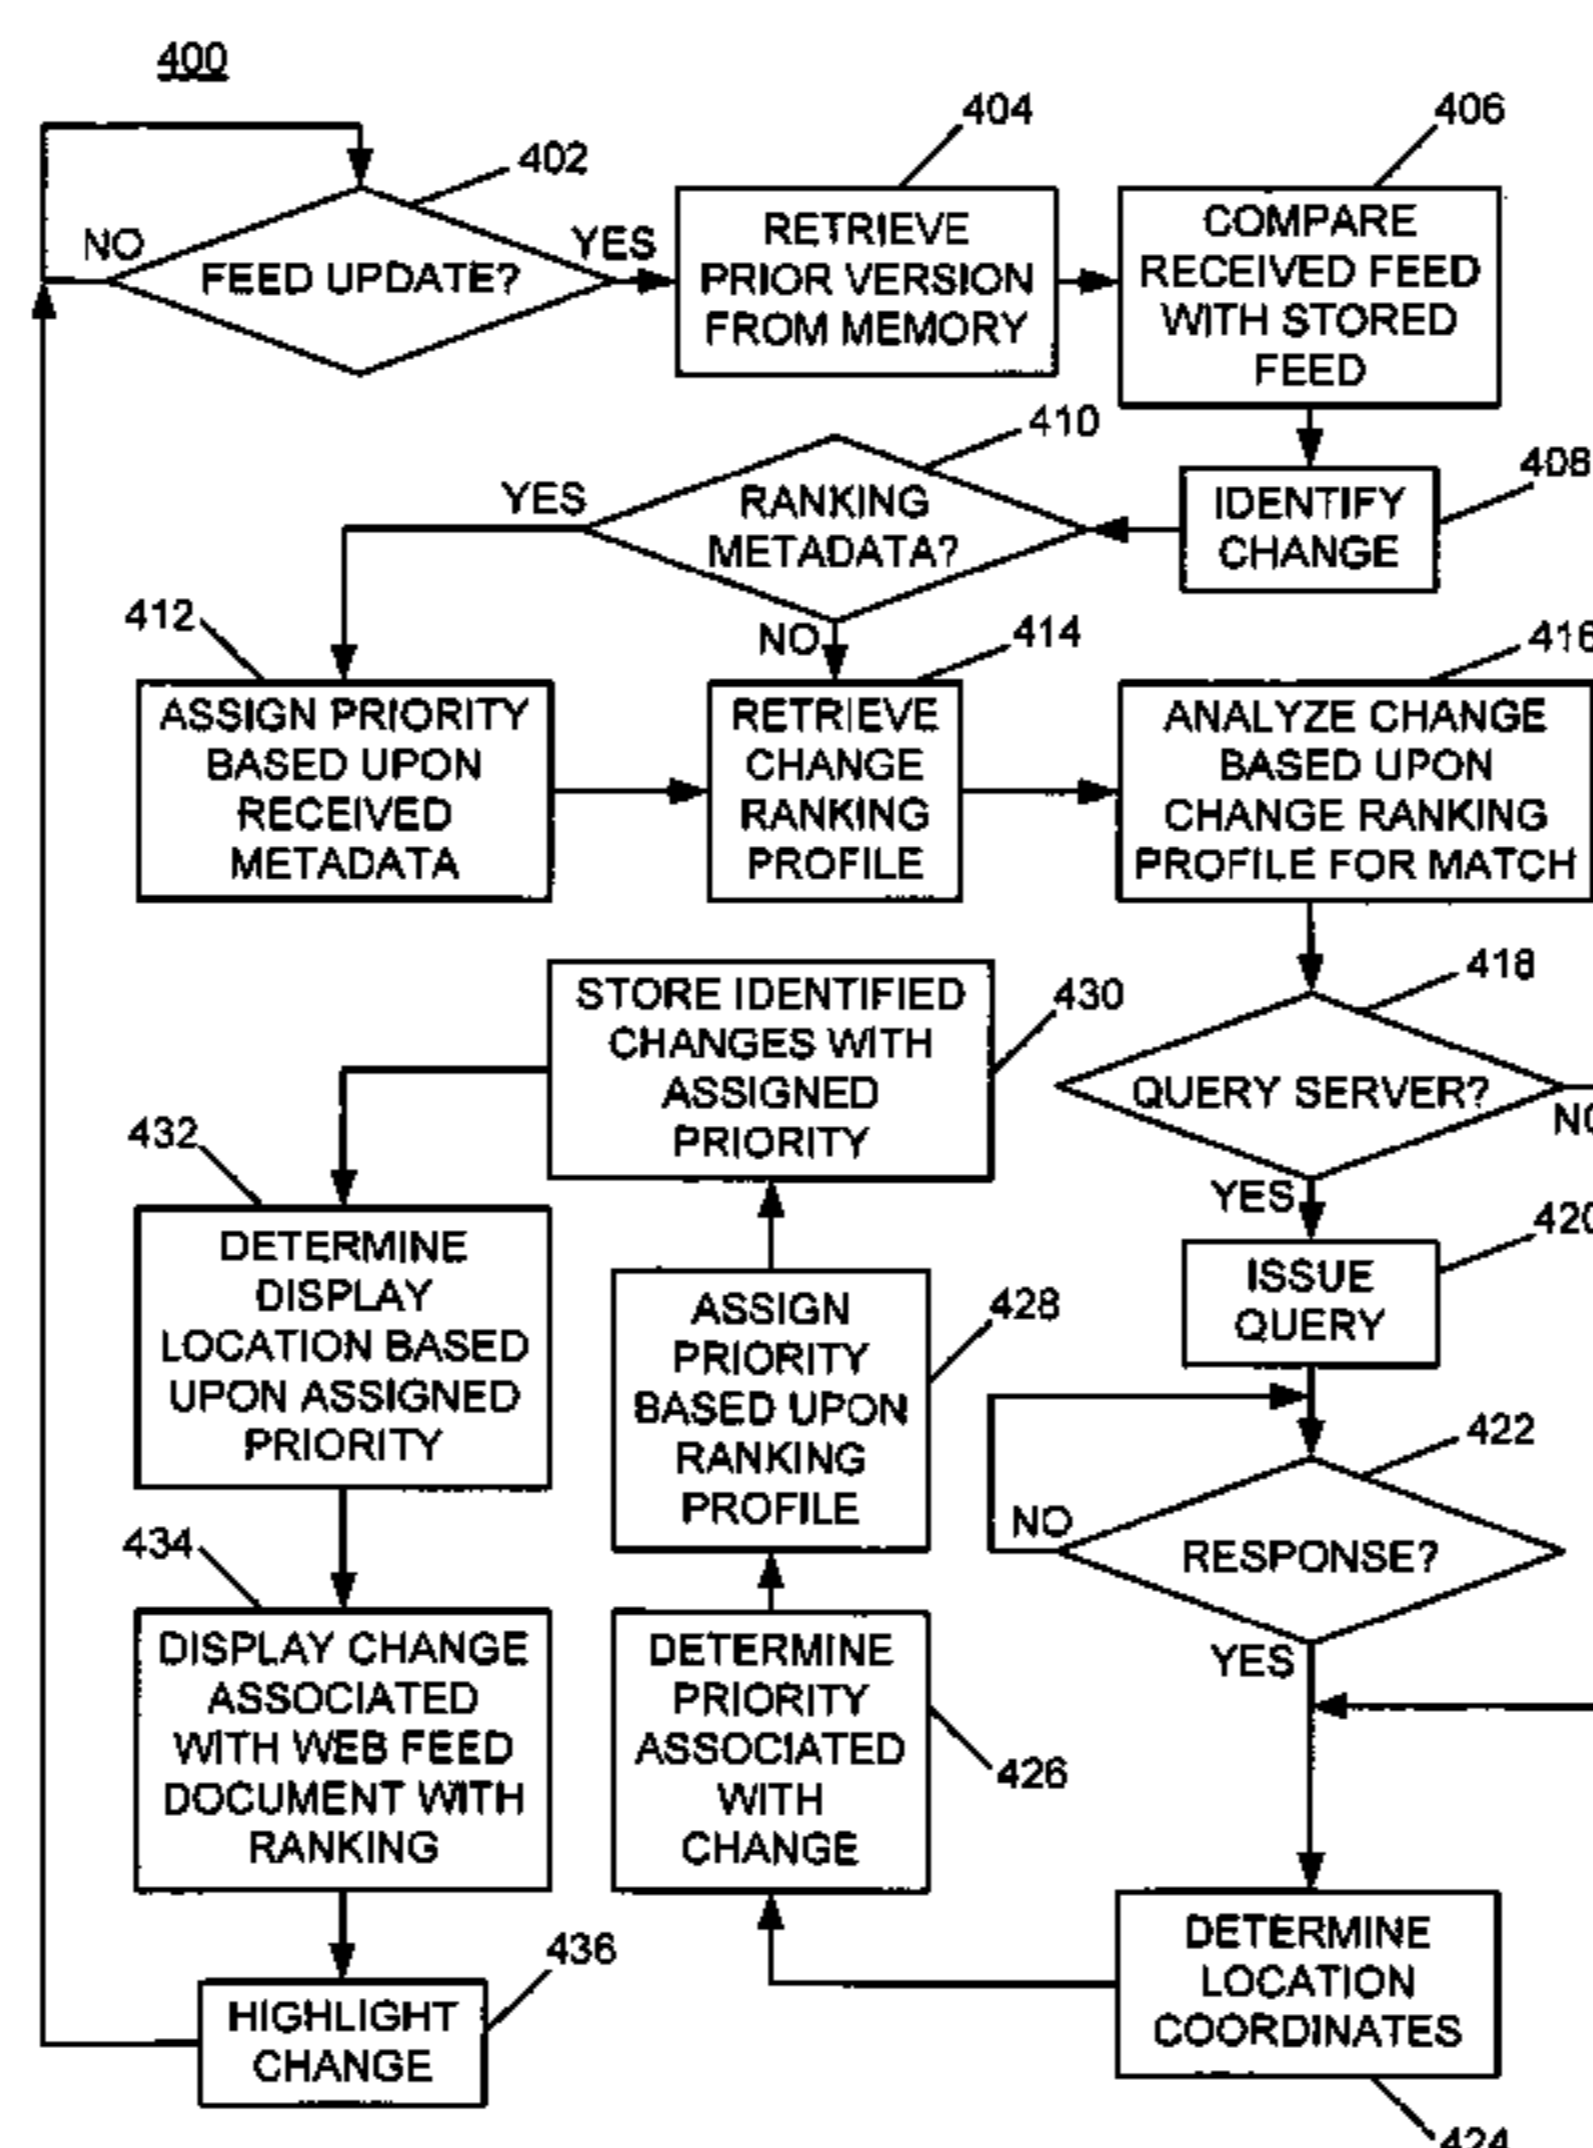 400
402
NO
YES
FEED UPDATE?
404
RETRIEVE
PRIOR VERSION
FROM MEMORY
406
COMPARE
RECEIVED FEED
WITH STORED
FEED
408
IDENTIFY
CHANGE
410
YES
RANKING
METADATA?
NO
412
ASSIGN PRIORITY
BASED UPON
RECEIVED
METADATA
414
RETRIEVE
CHANGE
RANKING
PROFILE
416
ANALYZE CHANGE
BASED UPON
CHANGE RANKING
PROFILE FOR MATCH
418
QUERY SERVER?
NO
YES
420
ISSUE
QUERY
422
NO
RESPONSE?
YES
DETERMINE
LOCATION
COORDINATES
424
DETERMINE
PRIORITY
ASSOCIATED
WITH
CHANGE
426
ASSIGN
PRIORITY
BASED UPON
RANKING
PROFILE
428
STORE IDENTIFIED
CHANGES WITH
ASSIGNED
PRIORITY
430
432
DETERMINE
DISPLAY
LOCATION BASED
UPON ASSIGNED
PRIORITY
434
DISPLAY CHANGE
ASSOCIATED
WITH WEB FEED
DOCUMENT WITH
RANKING
436
HIGHLIGHT
CHANGE